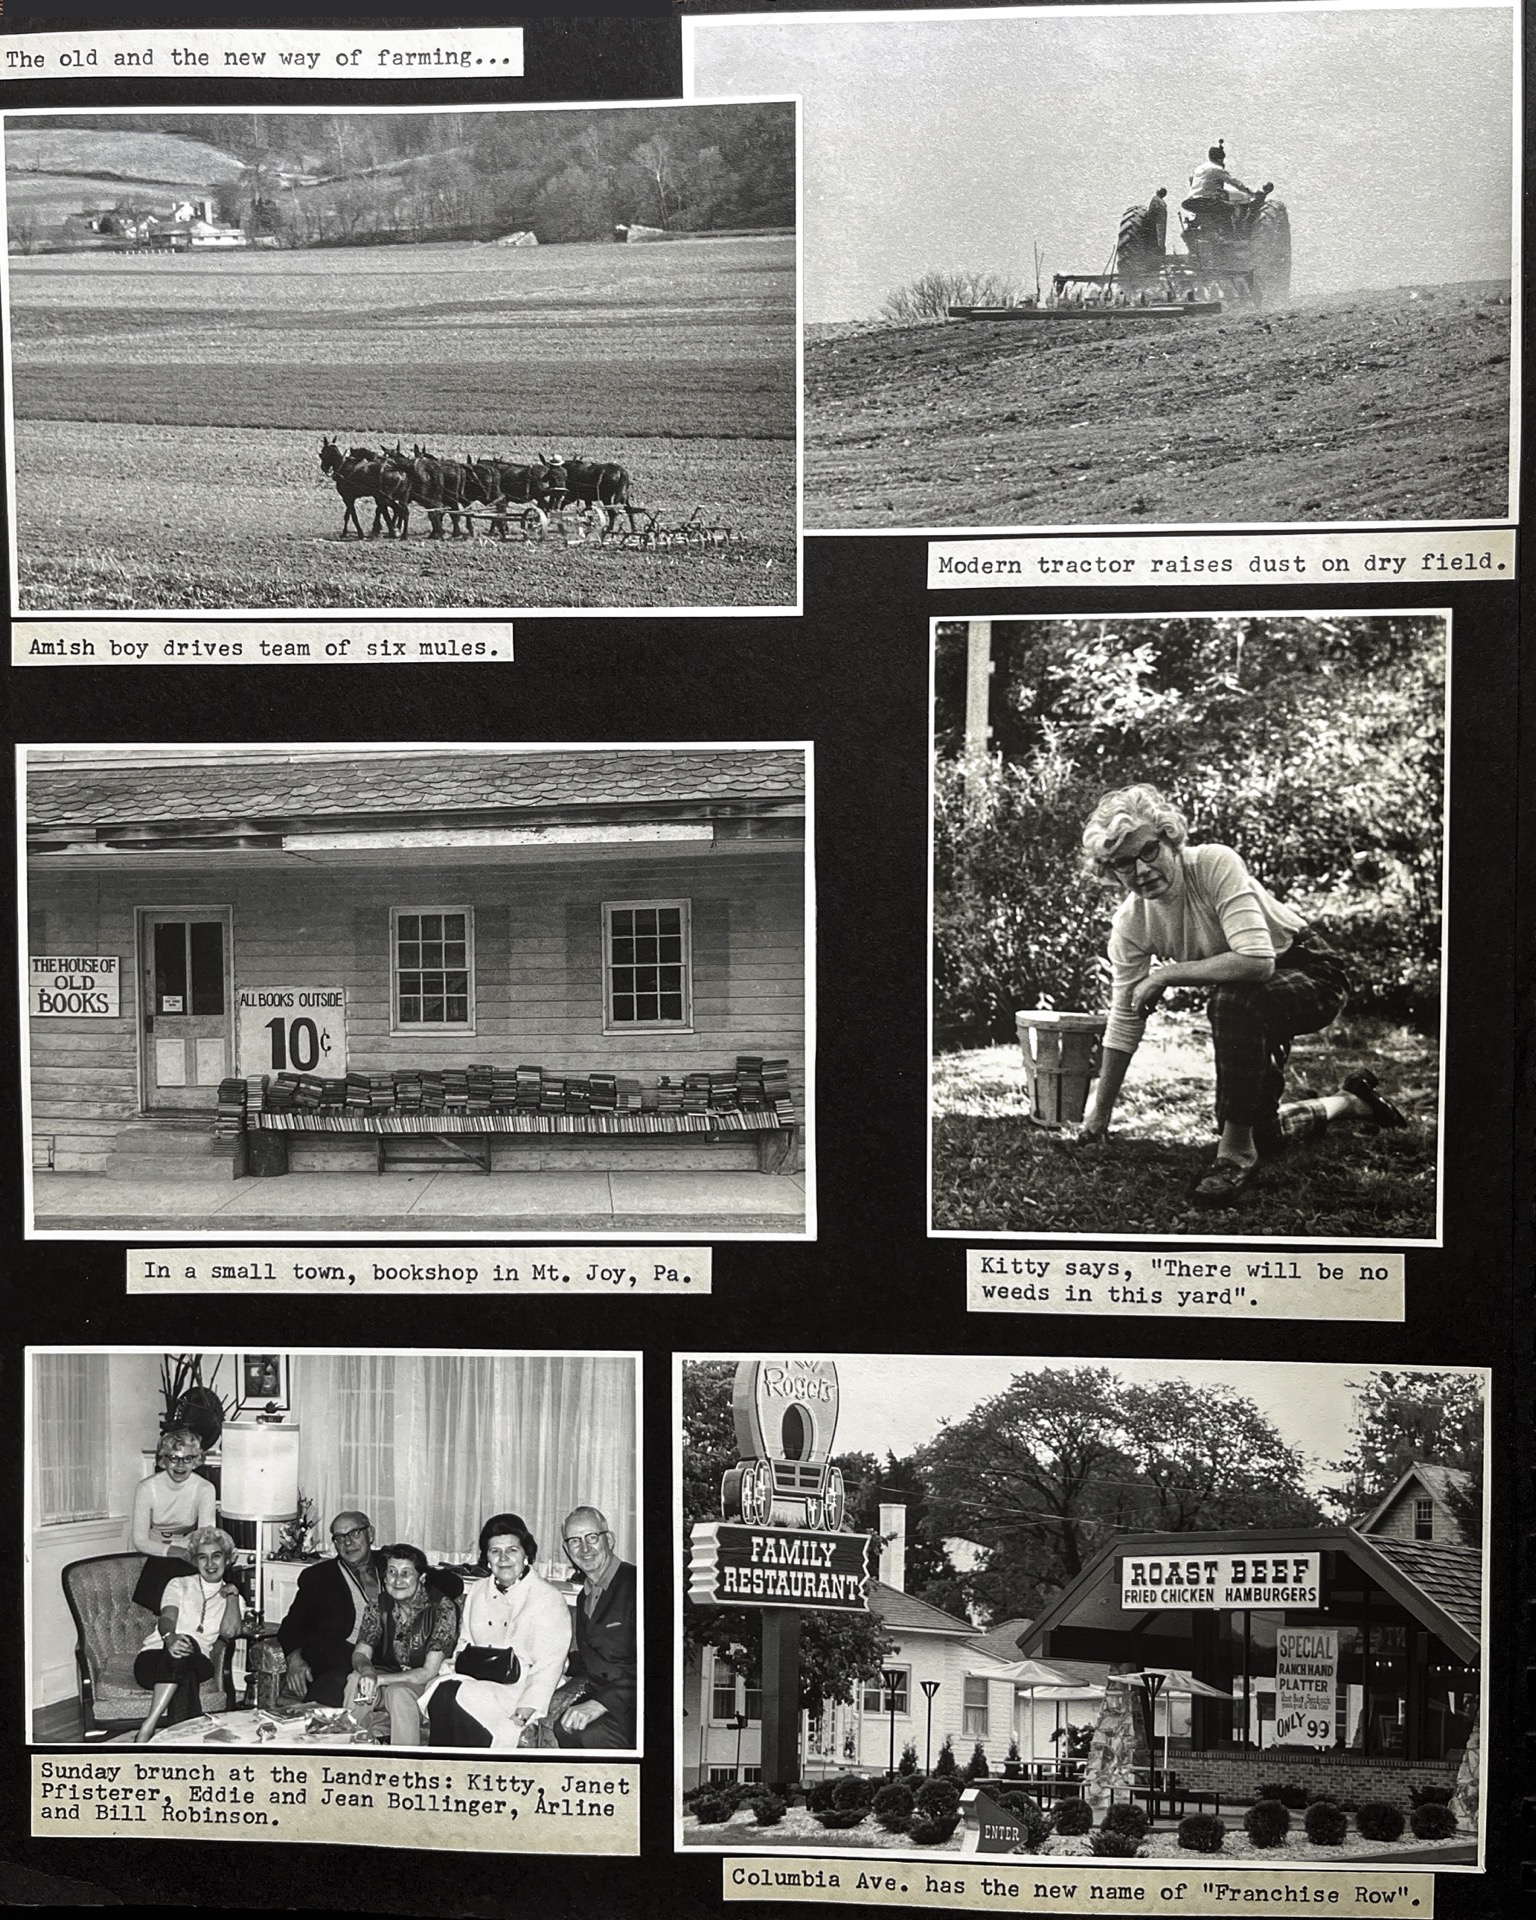 The old and the new way of farming...
Modern tractor raises dust on dry field.
Amish boy drives team of six mules.
THE HOUSE OF
OLD
BOOKS
ALL BOOKS OUTSIDE
10¢
In a small town, bookshop in Mt. Joy, Pa.
Kitty says, "There will be no
weeds in this yard".
Sunday brunch at the Landreths: Kitty, Janet
Pfisterer, Eddie and Jean Bollinger, Arline
and Bill Robinson.
Roy
Rogers
FAMILY
RESTAURANT
ROAST BEEF
FRIED CHICKEN HAMBURGERS
SPECIAL
RANCH HAND
PLATTER
ONLY 99
ENTER
Columbia Ave. has the new name of "Franchise Row".